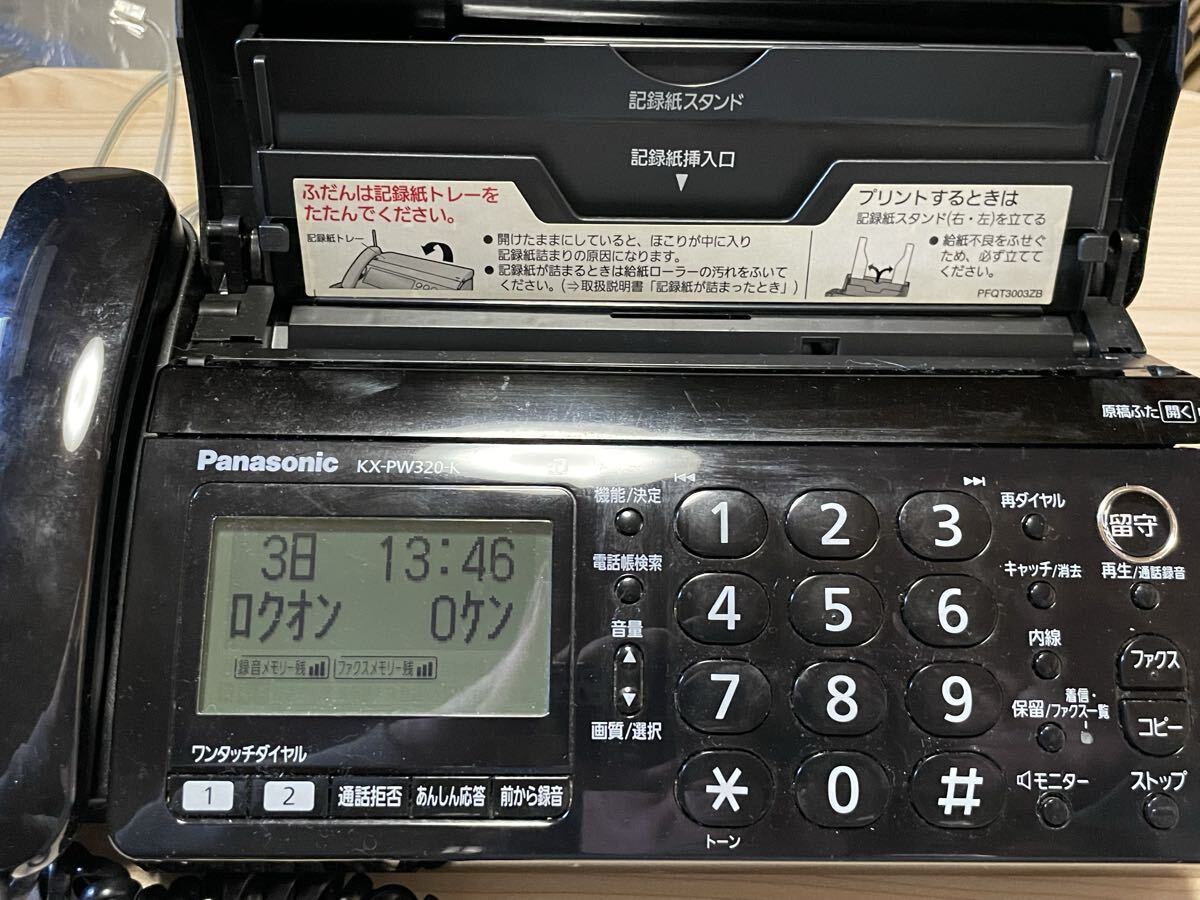 記録紙スタンド
記録紙挿入口
▼
ふだんは記録紙トレーを
たたんでください。
記録紙トレー
● 開けたままにしていると、ほこりが中に入り
記録紙詰まりの原因になります。
● 記録紙が詰まるときは給紙ローラーの汚れをふいて
ください。(⇒取扱説明書「記録紙が詰まったとき」)
プリントするときは
記録紙スタンド(右・左)を立てる
● 給紙不良をふせぐ
ため、必ず立てて
ください。
PFQT3003ZB
原稿ふた 開く
Panasonic KX-PW320-K
3日 13:46
ロクオン 0ケン
録音メモリー残 ファクスメモリー残
ワンタッチダイヤル
1 2 通話拒否 あんしん応答 前から録音
機能/決定
電話帳検索
音量
▲
▼
画質/選択
⏮ ⏭
1 2 3
4 5 6
7 8 9
* 0 #
トーン
再ダイヤル
キャッチ/消去
内線
着信・
保留/ファクス一覧
モニター
留守
再生/通話録音
ファクス
コピー
ストップ